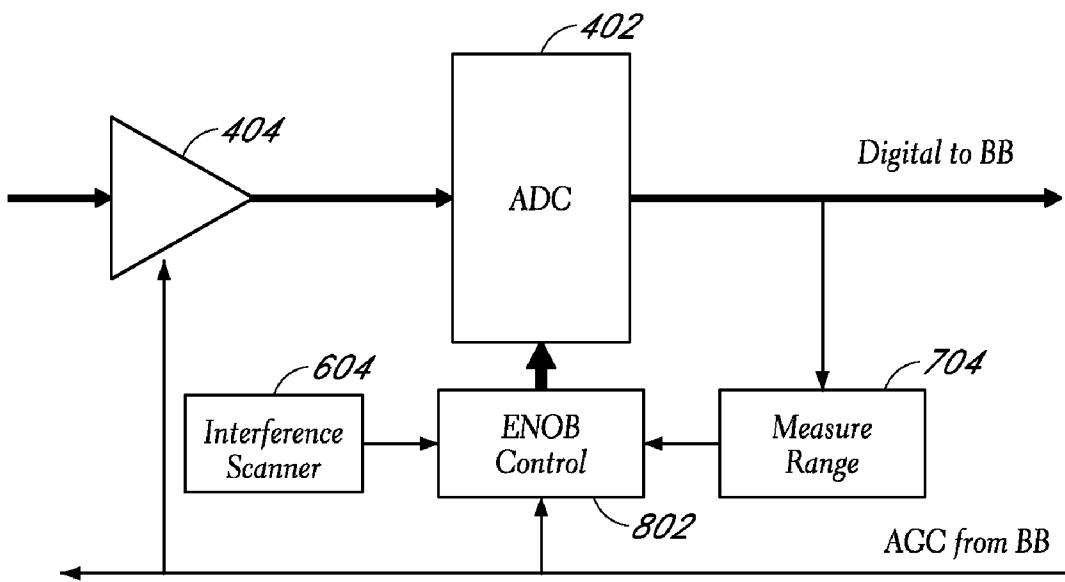 402
404
Digital to BB
ADC
604
704
Interference
Scanner
ENOB
Control
Measure
Range
802
AGC from BB